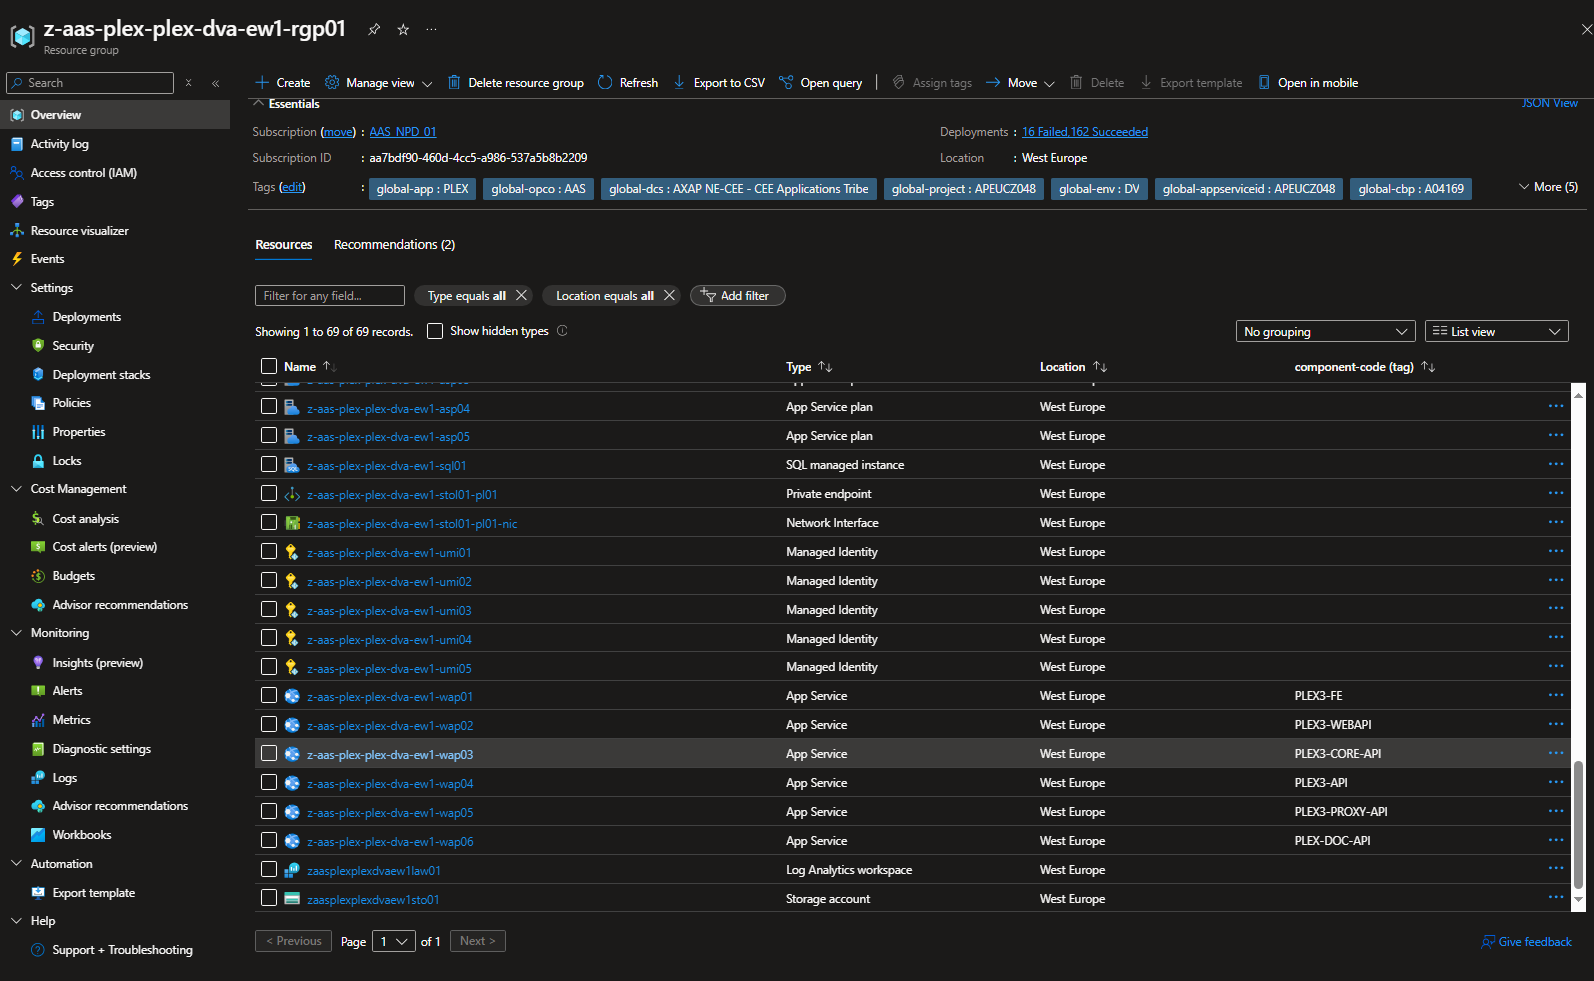 z-aas-plex-plex-dva-ew1-rgp01
Resource group
Search
Overview
Activity log
Access control (IAM)
Tags
Resource visualizer
Events
Settings
Deployments
Security
Deployment stacks
Policies
Properties
Locks
Cost Management
Cost analysis
Cost alerts (preview)
Budgets
Advisor recommendations
Monitoring
Insights (preview)
Alerts
Metrics
Diagnostic settings
Logs
Advisor recommendations
Workbooks
Automation
Export template
Help
Support + Troubleshooting
Create Manage view Delete resource group Refresh Export to CSV Open query Assign tags Move Delete Export template Open in mobile
Essentials JSON View
Subscription (move) : AAS_NPD_01 Deployments : 16 Failed,162 Succeeded
Subscription ID : aa7bdf90-460d-4cc5-a986-537a5b8b2209 Location : West Europe
Tags (edit) : global-app : PLEX global-opco : AAS global-dcs : AXAP NE-CEE - CEE Applications Tribe global-project : APEUCZ048 global-env : DV global-appserviceid : APEUCZ048 global-cbp : A04169 More (5)
Resources Recommendations (2)
Filter for any field... Type equals all Location equals all Add filter
Showing 1 to 69 of 69 records. Show hidden types No grouping List view
Name Type Location component-code (tag)
z-aas-plex-plex-dva-ew1-asp04 App Service plan West Europe
z-aas-plex-plex-dva-ew1-asp05 App Service plan West Europe
z-aas-plex-plex-dva-ew1-sql01 SQL managed instance West Europe
z-aas-plex-plex-dva-ew1-stol01-pl01 Private endpoint West Europe
z-aas-plex-plex-dva-ew1-stol01-pl01-nic Network Interface West Europe
z-aas-plex-plex-dva-ew1-umi01 Managed Identity West Europe
z-aas-plex-plex-dva-ew1-umi02 Managed Identity West Europe
z-aas-plex-plex-dva-ew1-umi03 Managed Identity West Europe
z-aas-plex-plex-dva-ew1-umi04 Managed Identity West Europe
z-aas-plex-plex-dva-ew1-umi05 Managed Identity West Europe
z-aas-plex-plex-dva-ew1-wap01 App Service West Europe PLEX3-FE
z-aas-plex-plex-dva-ew1-wap02 App Service West Europe PLEX3-WEBAPI
z-aas-plex-plex-dva-ew1-wap03 App Service West Europe PLEX3-CORE-API
z-aas-plex-plex-dva-ew1-wap04 App Service West Europe PLEX3-API
z-aas-plex-plex-dva-ew1-wap05 App Service West Europe PLEX3-PROXY-API
z-aas-plex-plex-dva-ew1-wap06 App Service West Europe PLEX-DOC-API
zaasplexplexdvaew1law01 Log Analytics workspace West Europe
zaasplexplexdvaew1sto01 Storage account West Europe
< Previous Page 1 of 1 Next > Give feedback